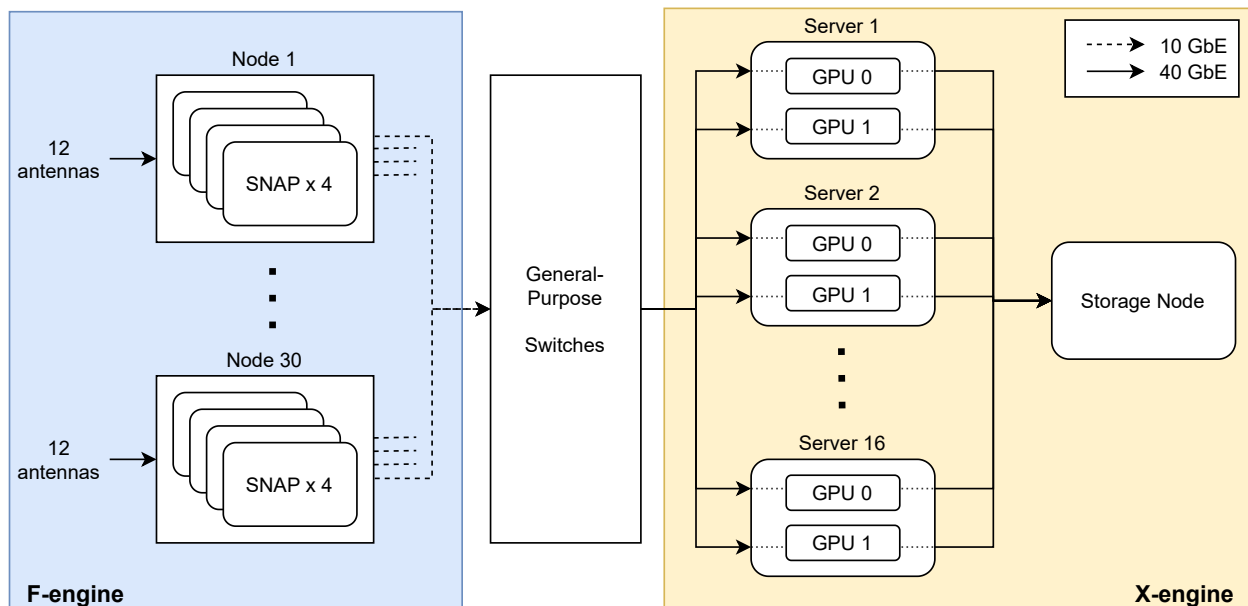 Node 1
12
antennas
SNAP x 4
Node 30
12
antennas
SNAP x 4
F-engine
General-
Purpose
Switches
Server 1
GPU 0
GPU 1
Server 2
GPU 0
GPU 1
Server 16
GPU 0
GPU 1
10 GbE
40 GbE
Storage Node
X-engine